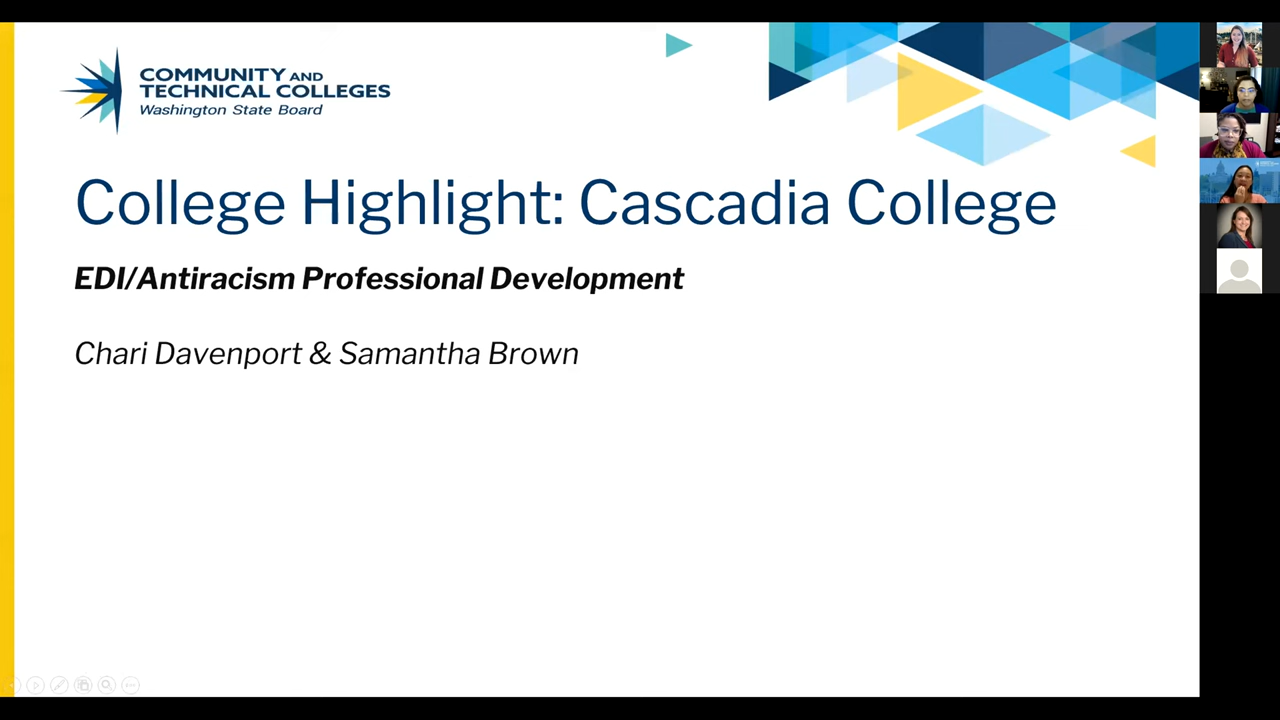 COMMUNITY AND
TECHNICAL COLLEGES
Washington State Board
College Highlight: Cascadia College
EDI/Antiracism Professional Development
Chari Davenport & Samantha Brown